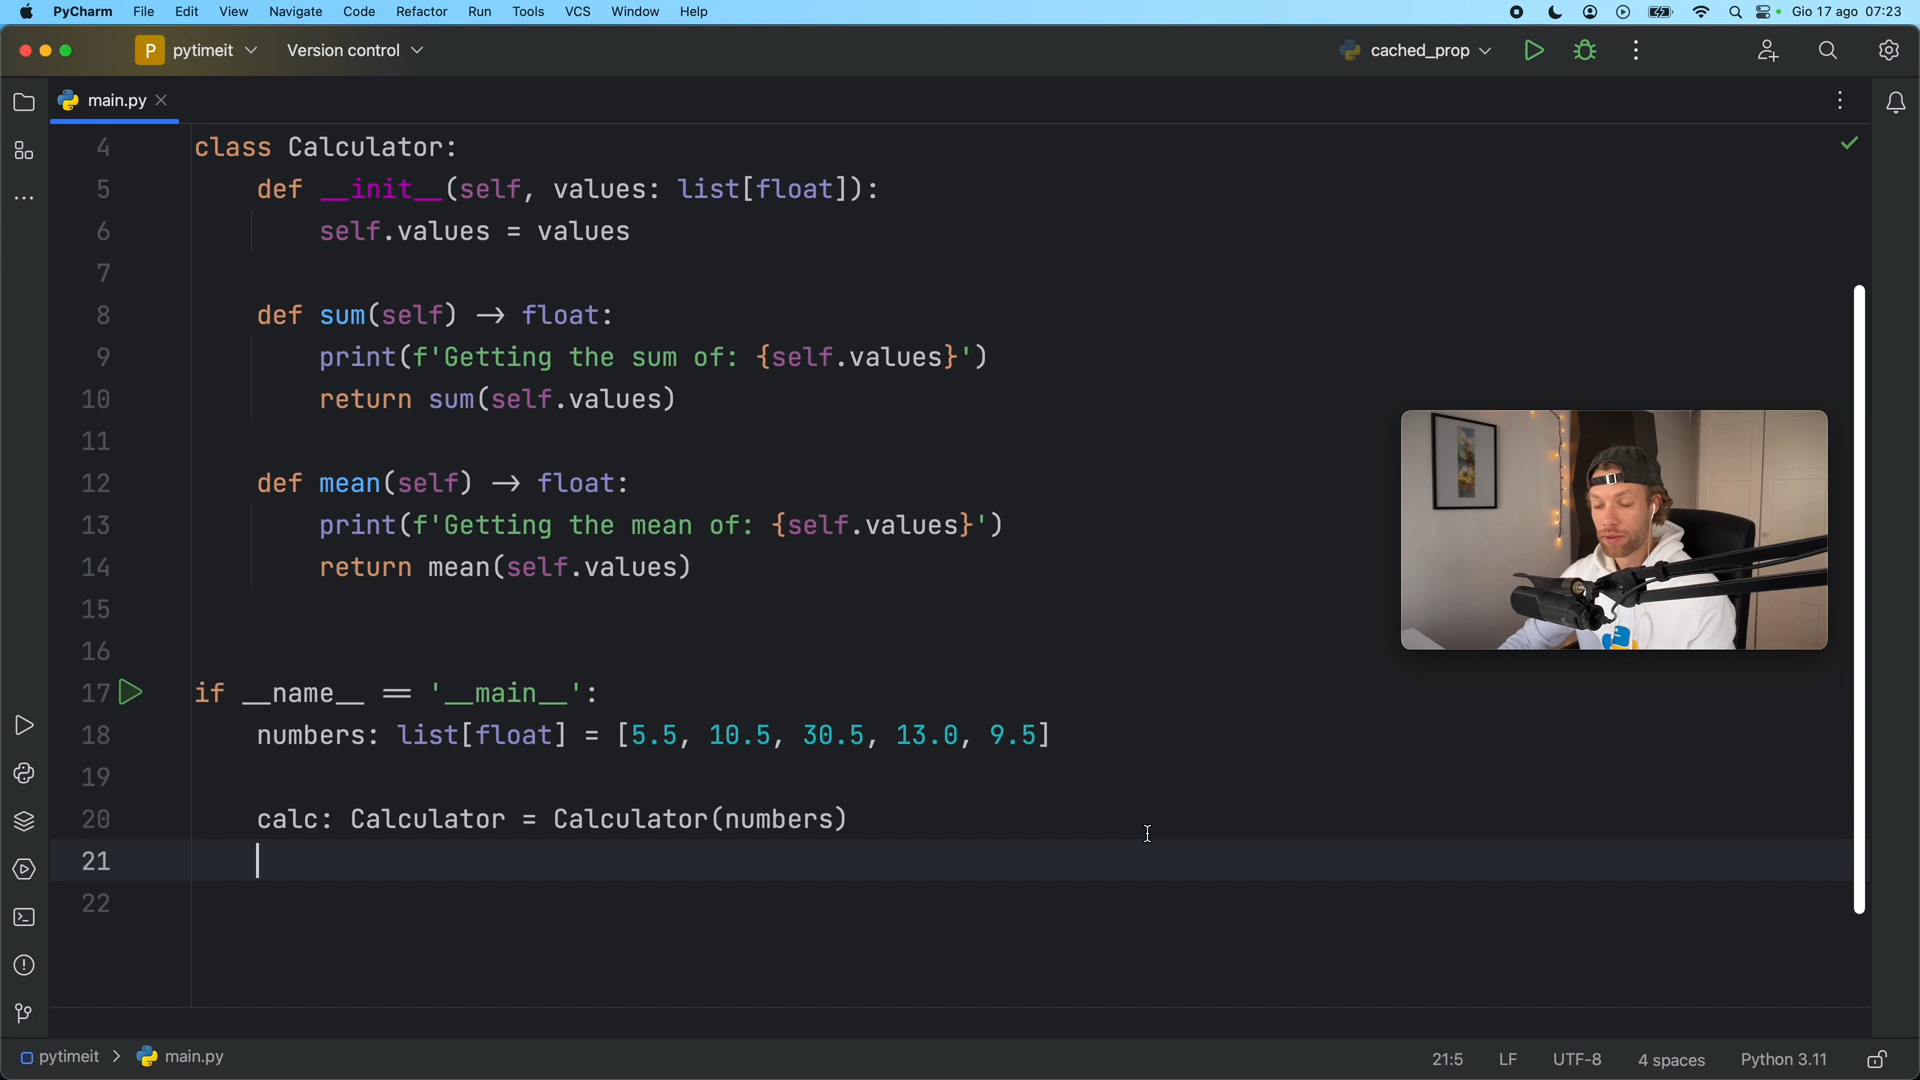 PyCharm File Edit View Navigate Code Refactor Run Tools VCS Window Help Gio 17 ago 07:23
P pytimeit Version control cached_prop
main.py
4 class Calculator:
5 def __init__(self, values: list[float]):
6 self.values = values
7
8 def sum(self) → float:
9 print(f'Getting the sum of: {self.values}')
10 return sum(self.values)
11
12 def mean(self) → float:
13 print(f'Getting the mean of: {self.values}')
14 return mean(self.values)
15
16
17 if __name__ == '__main__':
18 numbers: list[float] = [5.5, 10.5, 30.5, 13.0, 9.5]
19
20 calc: Calculator = Calculator(numbers)
21
22
pytimeit > main.py 21:5 LF UTF-8 4 spaces Python 3.11